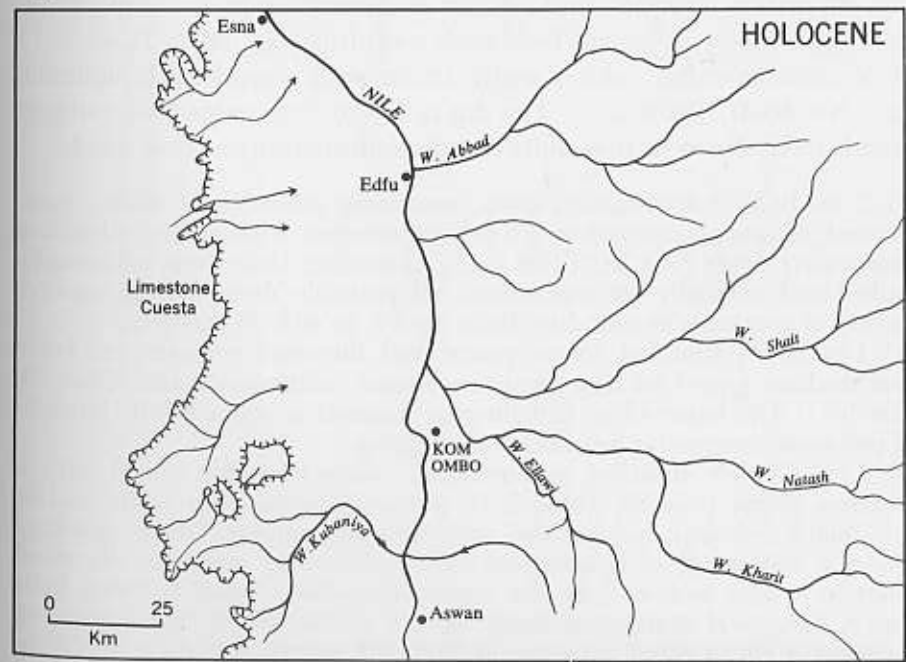 HOLOCENE
Esna
NILE
W. Abbad
Edfu
Limestone
Cuesta
W. Shait
KOM
OMBO
W. Ellawi
W. Natash
W. Kubaniya
W. Kharit
0 25
Km
Aswan